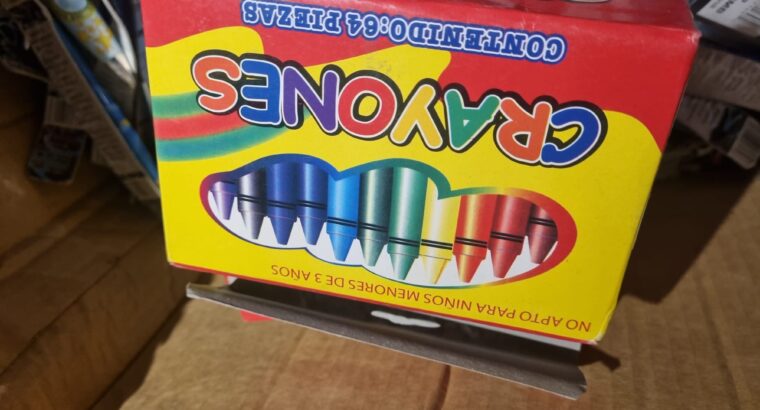 CONTENIDO:64 PIEZAS
CRAYONES
NO APTO PARA NIÑOS MENORES DE 3 AÑOS